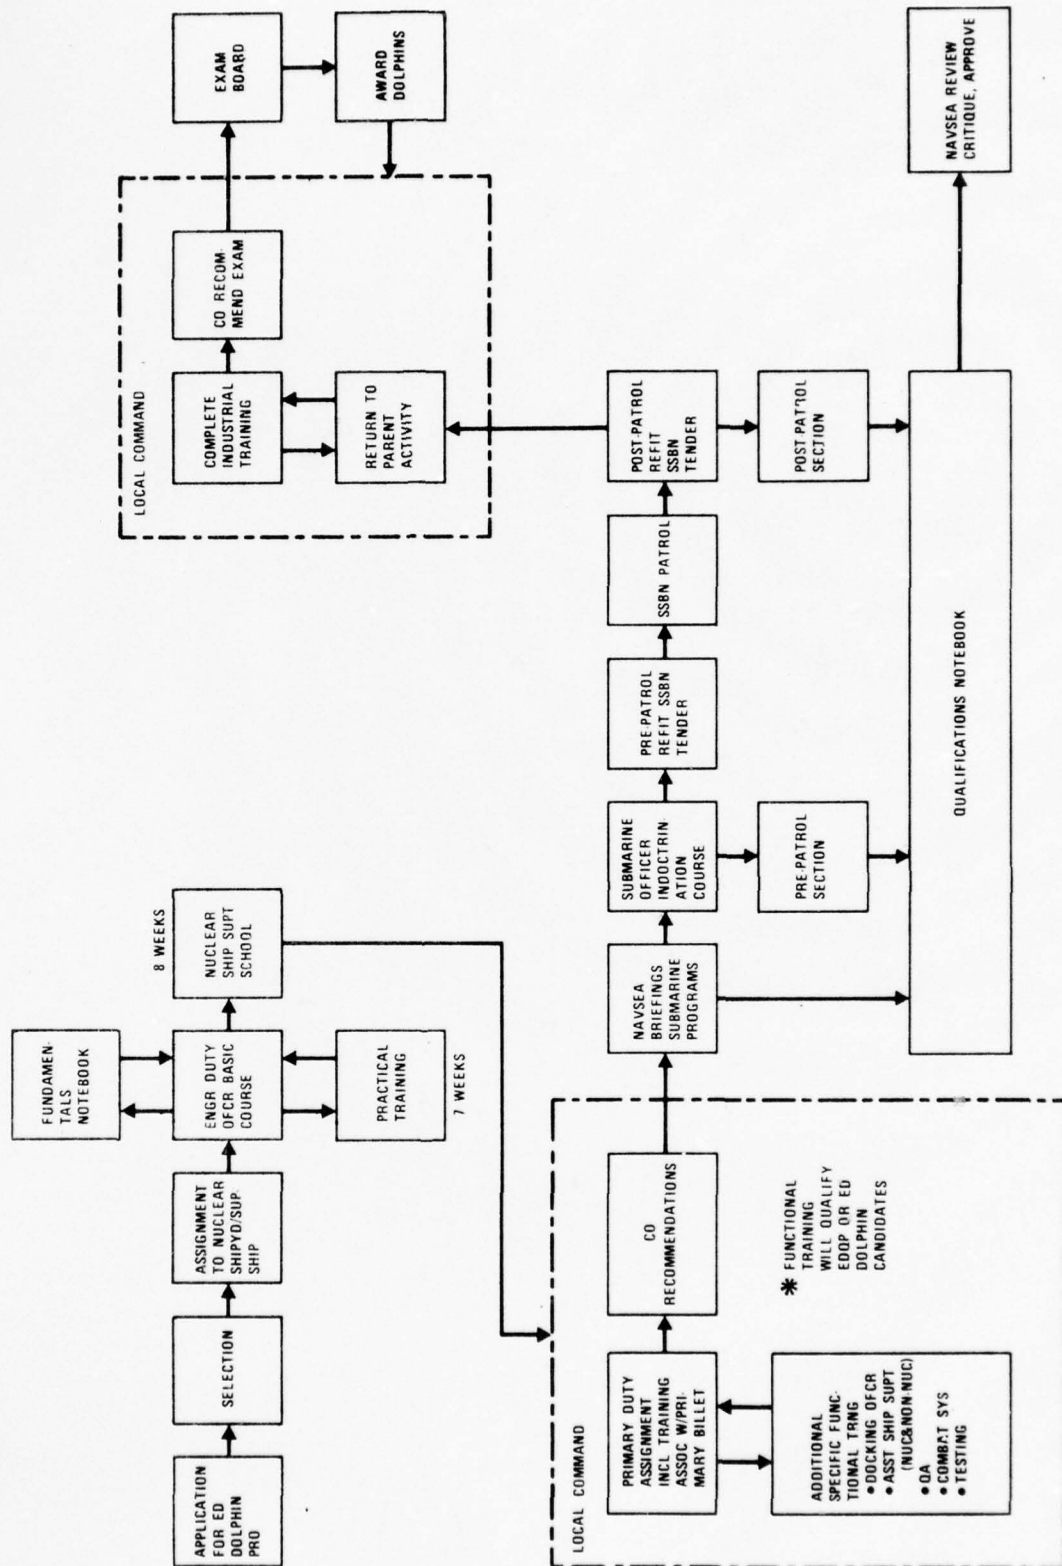 APPLICATION
FOR ED
DOLPHIN
PRO
SELECTION
ASSIGNMENT
TO NUCLEAR
SHIPYD/SUP-
SHIP
FUNDAMEN-
TALS
NOTEBOOK
ENGR DUTY
OFCR BASIC
COURSE
PRACTICAL
TRAINING
7 WEEKS
8 WEEKS
NUCLEAR
SHIP SUPT
SCHOOL
LOCAL COMMAND
PRIMARY DUTY
ASSIGNMENT
INCL TRAINING
ASSOC W/PRI-
MARY BILLET
ADDITIONAL
SPECIFIC FUNC-
TIONAL TRNG
• DOCKING OFCR
• ASST SHIP SUPT
(NUC&NON-NUC)
• QA
• COMBAT SYS
• TESTING
CO
RECOMMENDATIONS
* FUNCTIONAL
TRAINING
WILL QUALIFY
EDOP OR ED
DOLPHIN
CANDIDATES
NAVSEA
BRIEFINGS
SUBMARINE
PROGRAMS
SUBMARINE
OFFICER
INDOCTRIN-
ATION
COURSE
PRE-PATROL
SECTION
PRE-PATROL
REFIT SSBN
TENDER
SSBN PATROL
POST-PATROL
REFIT
SSBN
TENDER
POST-PATROL
SECTION
QUALIFICATIONS NOTEBOOK
NAVSEA REVIEW
CRITIQUE, APPROVE
LOCAL COMMAND
COMPLETE
INDUSTRIAL
TRAINING
RETURN TO
PARENT
ACTIVITY
CO RECOM-
MEND EXAM
EXAM
BOARD
AWARD
DOLPHINS